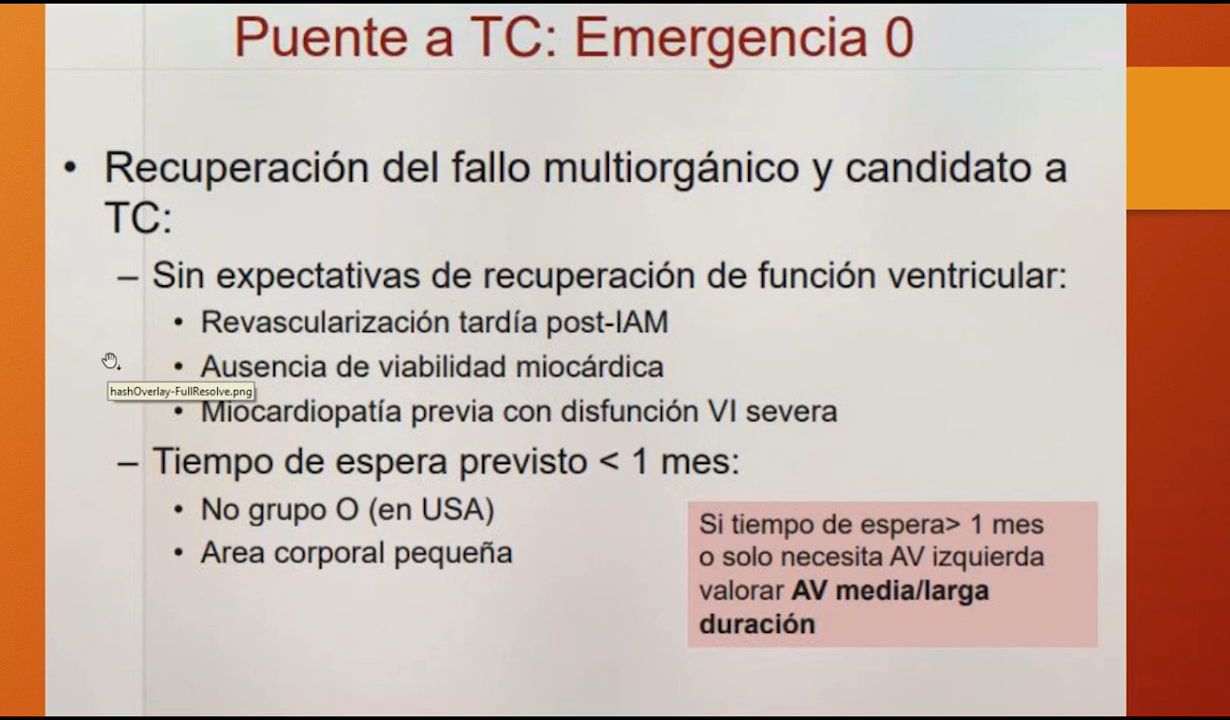 Puente a TC: Emergencia 0
• Recuperación del fallo multiorgánico y candidato a
TC:
– Sin expectativas de recuperación de función ventricular:
• Revascularización tardía post-IAM
• Ausencia de viabilidad miocárdica
hashOverlay-FullResolve.png
• Miocardiopatía previa con disfunción VI severa
– Tiempo de espera previsto < 1 mes:
• No grupo O (en USA)
• Area corporal pequeña
Si tiempo de espera> 1 mes
o solo necesita AV izquierda
valorar AV media/larga
duración